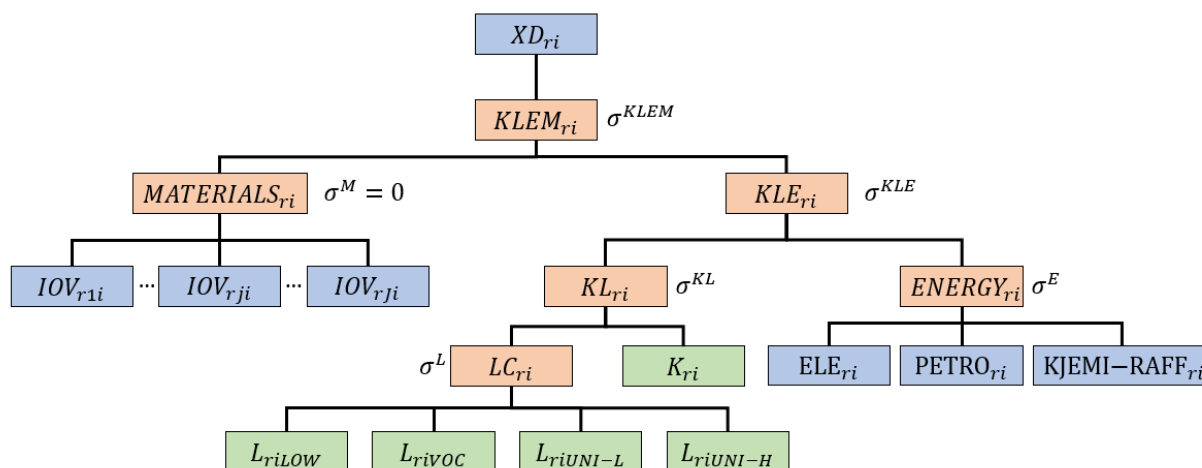 XD_ri
KLEM_ri σ^KLEM
MATERIALS_ri σ^M = 0 KLE_ri σ^KLE
IOV_r1i ... IOV_rji ... IOV_rJi KL_ri σ^KL ENERGY_ri σ^E
σ^L LC_ri K_ri ELE_ri PETRO_ri KJEMI−RAFF_ri
L_riLOW L_riVOC L_riUNI−L L_riUNI−H